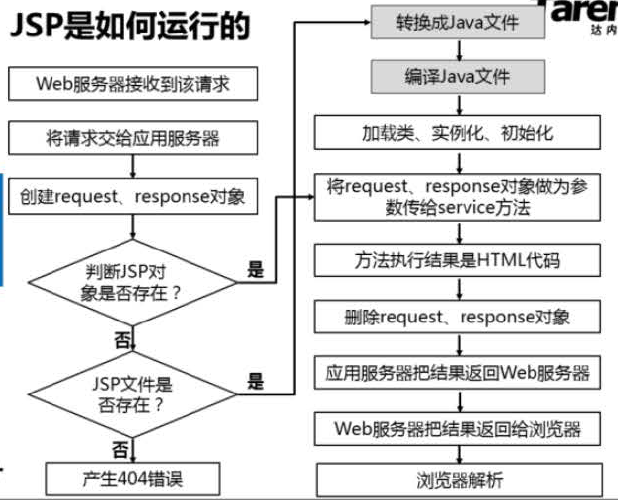 JSP是如何运行的
Web服务器接收到该请求
将请求交给应用服务器
创建request、response对象
判断JSP对
象是否存在？
是
否
JSP文件是
否存在？
是
否
产生404错误
达内
转换成Java文件
编译Java文件
加载类、实例化、初始化
将request、response对象做为参
数传给service方法
方法执行结果是HTML代码
删除request、response对象
应用服务器把结果返回Web服务器
Web服务器把结果返回给浏览器
浏览器解析